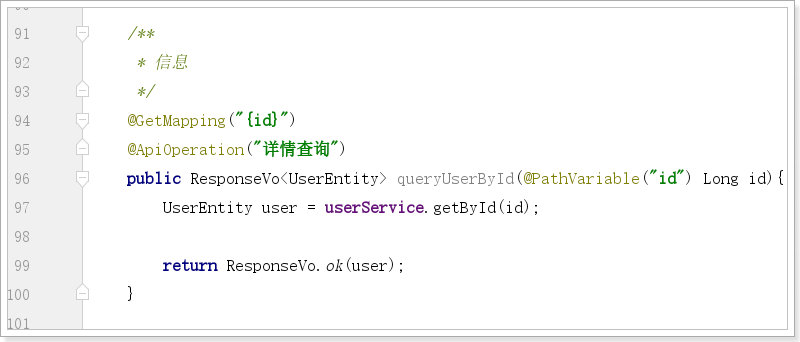 91 /**
92 * 信息
93 */
94 @GetMapping("{id}")
95 @ApiOperation("详情查询")
96 public ResponseVo<UserEntity> queryUserById(@PathVariable("id") Long id){
97 UserEntity user = userService.getById(id);
98
99 return ResponseVo.ok(user);
100 }
101